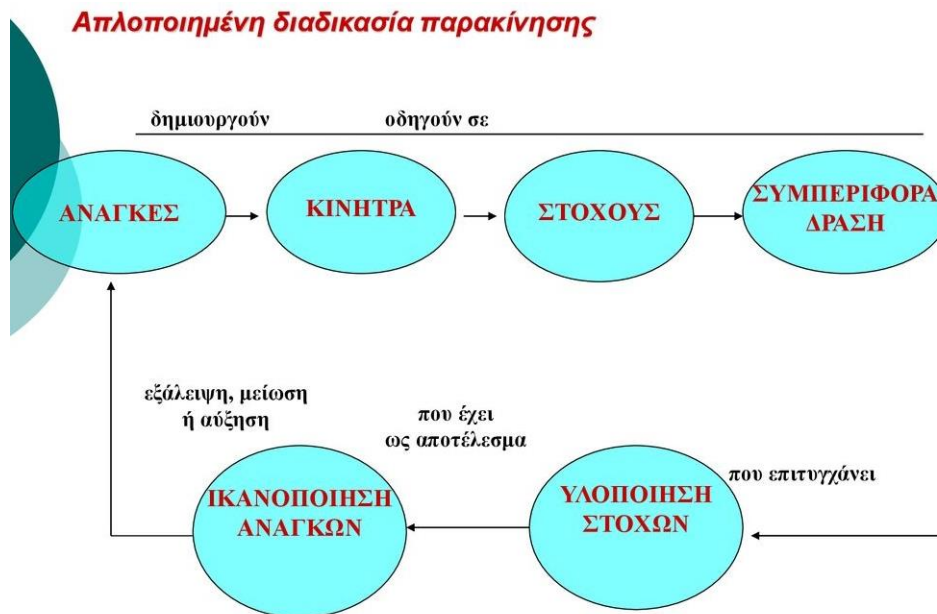 Απλοποιημένη διαδικασία παρακίνησης
δημιουργούν
οδηγούν σε
ΑΝΑΓΚΕΣ
ΚΙΝΗΤΡΑ
ΣΤΟΧΟΥΣ
ΣΥΜΠΕΡΙΦΟΡΑ
ΔΡΑΣΗ
εξάλειψη, μείωση
ή αύξηση
που έχει
ως αποτέλεσμα
που επιτυγχάνει
ΙΚΑΝΟΠΟΙΗΣΗ
ΑΝΑΓΚΩΝ
ΥΛΟΠΟΙΗΣΗ
ΣΤΟΧΩΝ